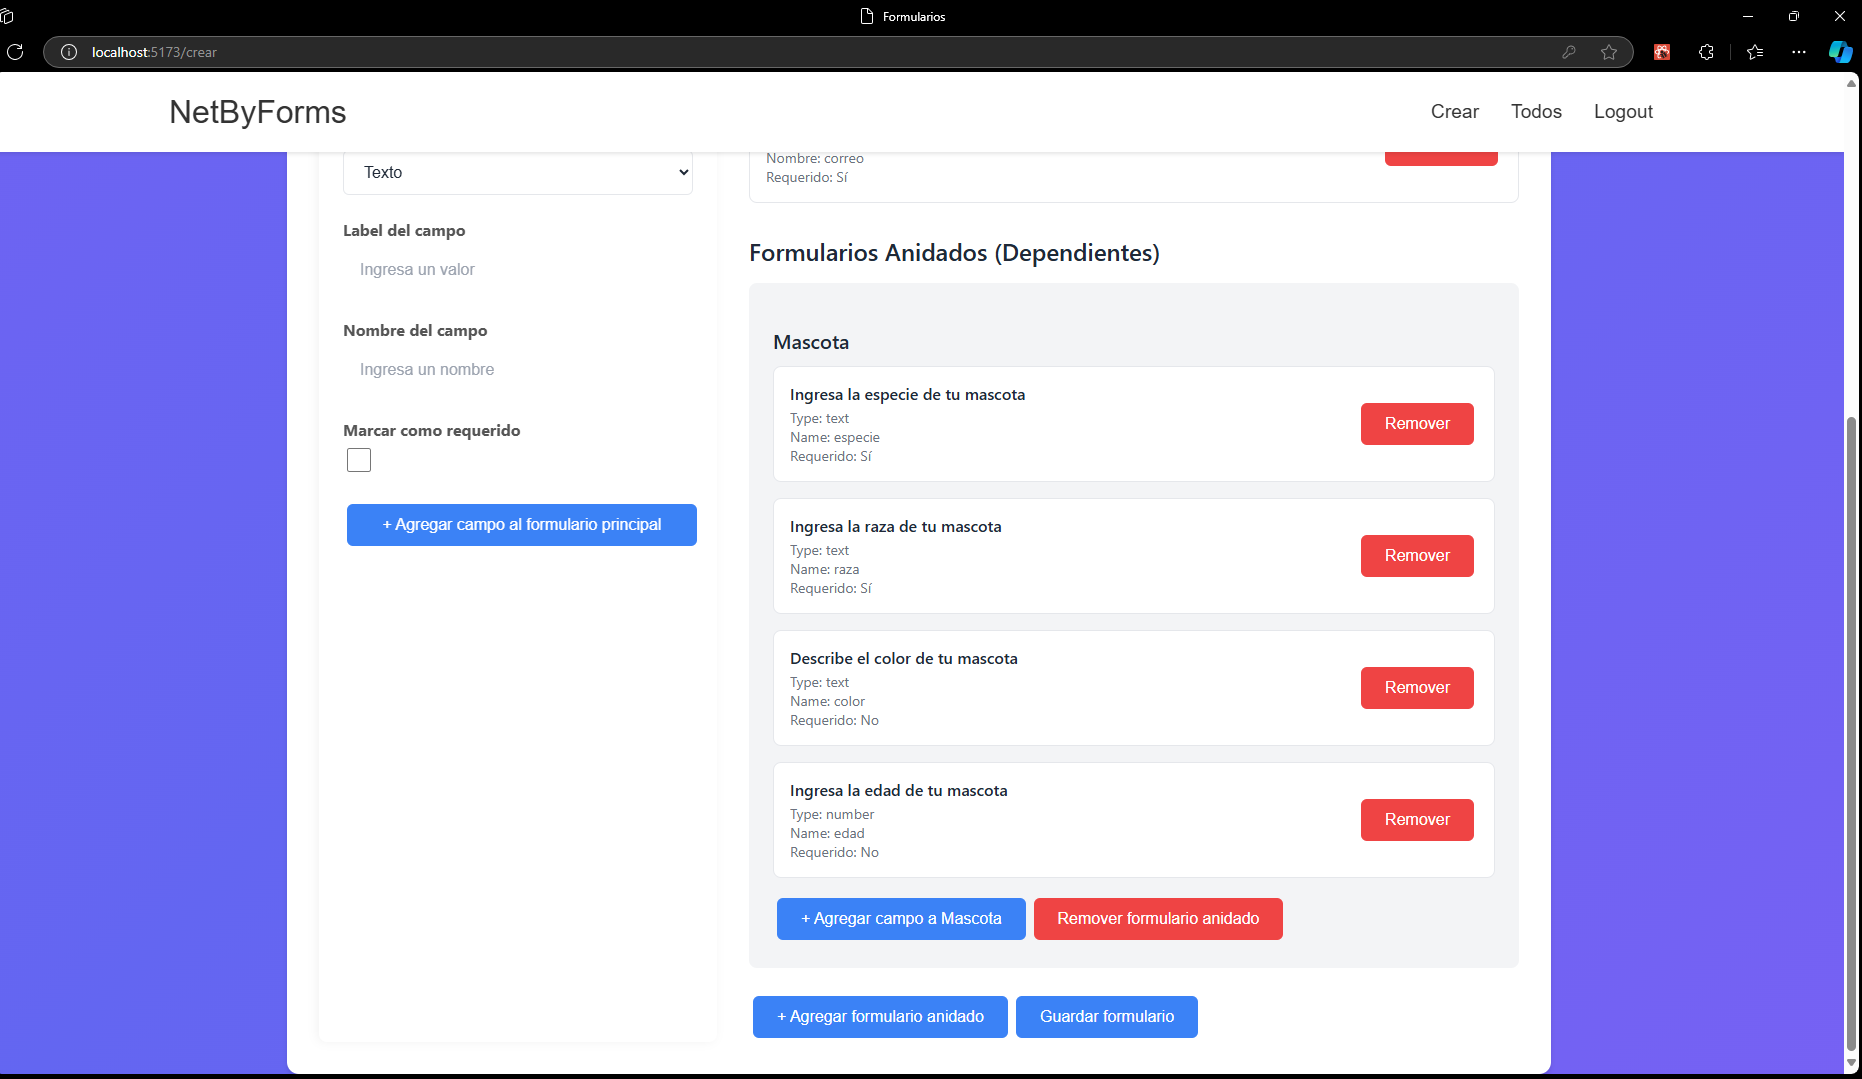 Formularios
localhost:5173/crear
NetByForms
Crear
Todos
Logout
Texto
Label del campo
Ingresa un valor
Nombre del campo
Ingresa un nombre
Marcar como requerido
+ Agregar campo al formulario principal
Nombre: correo
Requerido: Sí
Formularios Anidados (Dependientes)
Mascota
Ingresa la especie de tu mascota
Type: text
Name: especie
Requerido: Sí
Remover
Ingresa la raza de tu mascota
Type: text
Name: raza
Requerido: Sí
Remover
Describe el color de tu mascota
Type: text
Name: color
Requerido: No
Remover
Ingresa la edad de tu mascota
Type: number
Name: edad
Requerido: No
Remover
+ Agregar campo a Mascota
Remover formulario anidado
+ Agregar formulario anidado
Guardar formulario